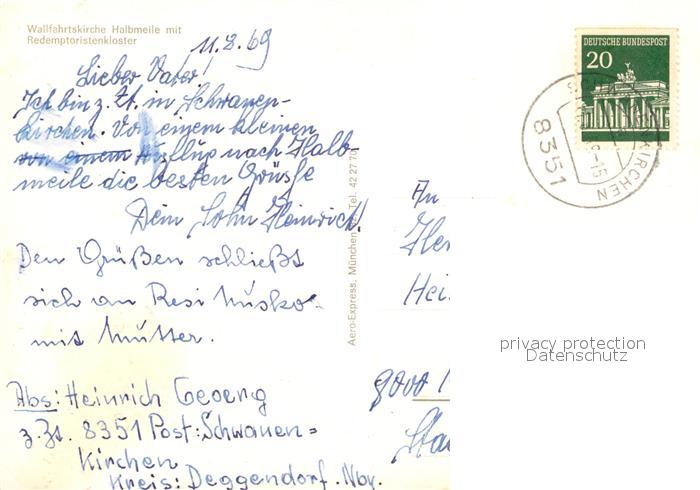 Wallfahrtskirche Halbmeile mit
Redemptoristenkloster
11.8.69
Lieber Vater!
Ich bin z. Zt. in Schwanen-
kirchen. Von einem kleinen
von einem Ausflug nach Halb-
meile die besten Grüße
Dein Sohn Heinrich!
Den Grüßen schließt
sich an Resi
mit Mutter.
Abs: Heinrich Georg
z. Zt. 8351 Post: Schwanen=
kirchen
Kreis: Deggendorf. Nby.
Aero-Express, München Tel. 42 27 70
DEUTSCHE BUNDESPOST
20
8351
KIRCHEN
-15
An
Her
Hei
privacy protection
Datenschutz